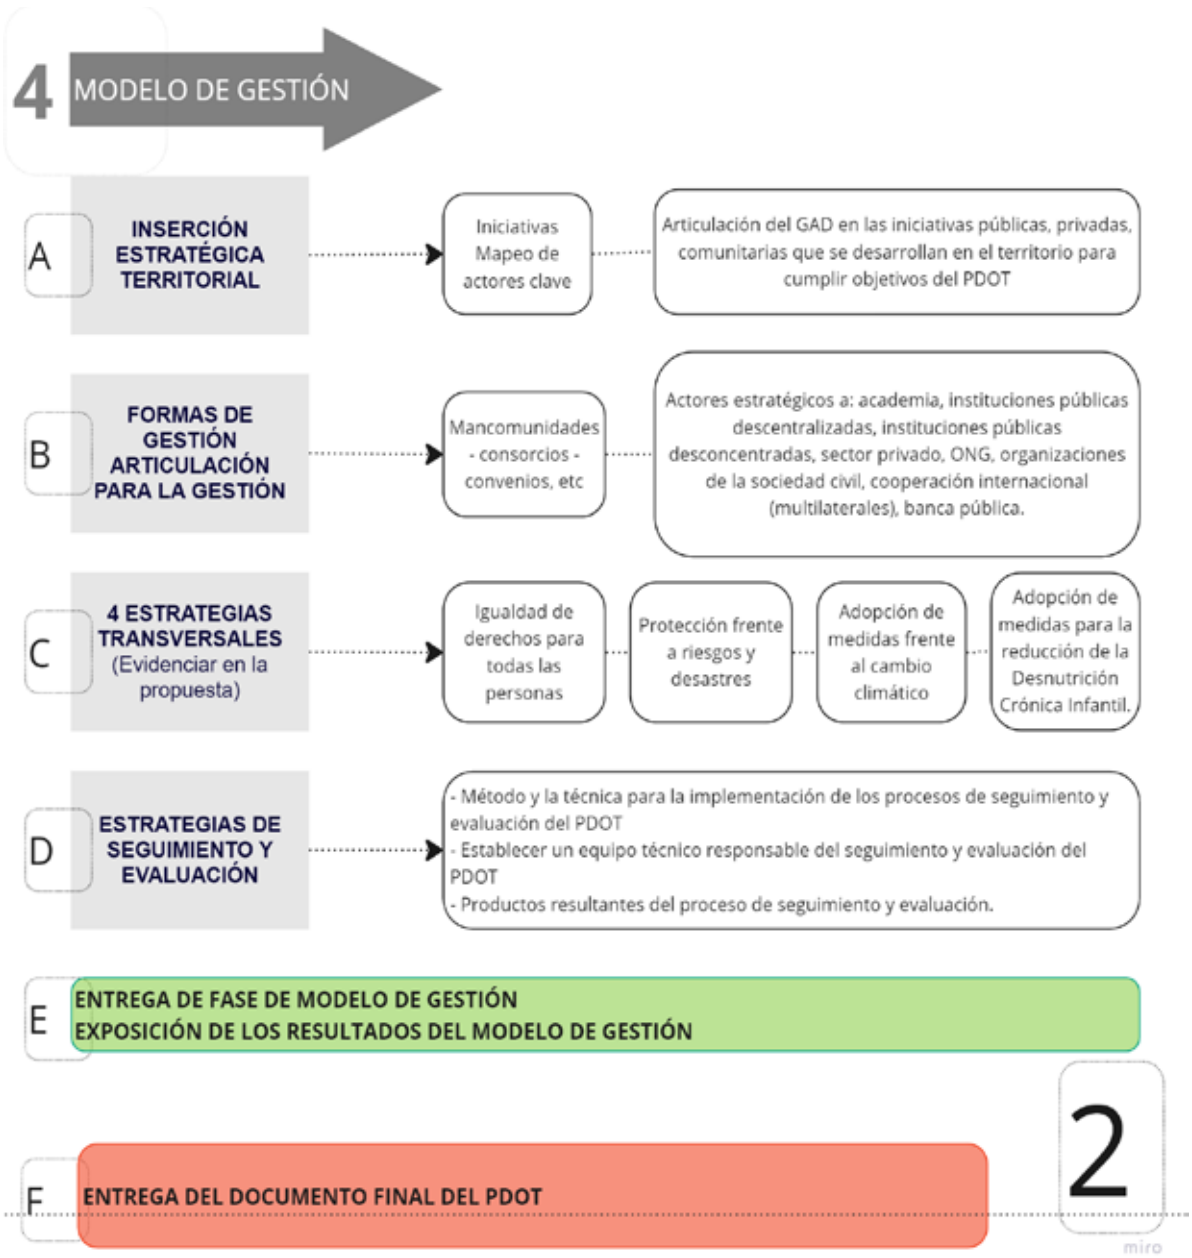 4
MODELO DE GESTIÓN
A
INSERCIÓN
ESTRATÉGICA
TERRITORIAL
Iniciativas
Mapeo de
actores clave
Articulación del GAD en las iniciativas públicas, privadas,
comunitarias que se desarrollan en el territorio para
cumplir objetivos del PDOT
B
FORMAS DE
GESTIÓN
ARTICULACIÓN
PARA LA GESTIÓN
Mancomunidades
- consorcios -
convenios, etc
Actores estratégicos a: academia, instituciones públicas
descentralizadas, instituciones públicas
desconcentradas, sector privado, ONG, organizaciones
de la sociedad civil, cooperación internacional
(multilaterales), banca pública.
C
4 ESTRATEGIAS
TRANSVERSALES
(Evidenciar en la
propuesta)
Igualdad de
derechos para
todas las
personas
Protección frente
a riesgos y
desastres
Adopción de
medidas frente
al cambio
climático
Adopción de
medidas para la
reducción de la
Desnutrición
Crónica Infantil.
D
ESTRATEGIAS DE
SEGUIMIENTO Y
EVALUACIÓN
- Método y la técnica para la implementación de los procesos de seguimiento y
evaluación del PDOT
- Establecer un equipo técnico responsable del seguimiento y evaluación del
PDOT
- Productos resultantes del proceso de seguimiento y evaluación.
E
ENTREGA DE FASE DE MODELO DE GESTIÓN
EXPOSICIÓN DE LOS RESULTADOS DEL MODELO DE GESTIÓN
2
F
ENTREGA DEL DOCUMENTO FINAL DEL PDOT
miro